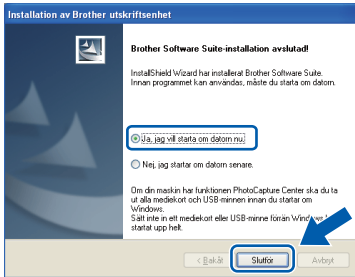 Installation av Brother utskriftsenhet
Brother Software Suite-installation avslutad!
InstallShield Wizard har installerat Brother Software Suite.
Innan programmet kan användas, måste du starta om datorn.
Ja, jag vill starta om datorn nu.
Nej, jag startar om datorn senare.
Om din maskin har funktionen PhotoCapture Center ska du ta
ut alla mediekort och USB-minnen innan du startar om
Windows.
Sätt inte in ett mediekort eller USB-minne förrän Windows
startat upp helt.
< Bakåt
Slutför
Avbryt